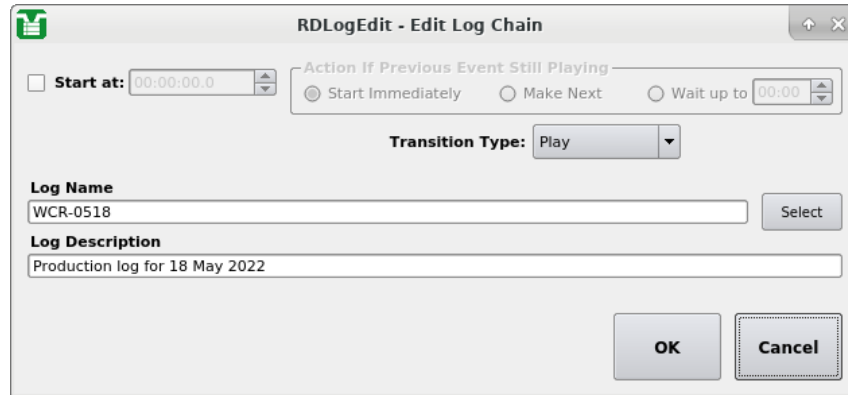 RDLogEdit - Edit Log Chain
Start at: 00:00:00.0
Action If Previous Event Still Playing
Start Immediately Make Next Wait up to 00:00
Transition Type: Play
Log Name
WCR-0518 Select
Log Description
Production log for 18 May 2022
OK Cancel